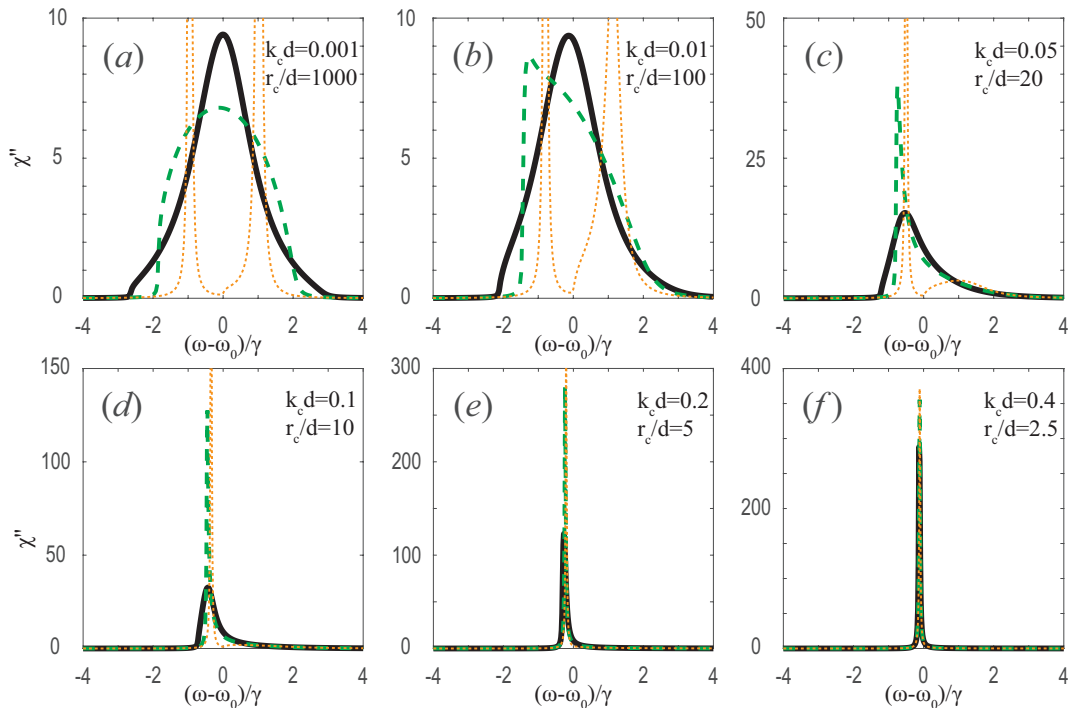 10
5
0
(a)
k_c d=0.001
r_c/d=1000
χ"
-4 -2 0 2 4
(ω-ω_0)/γ
10
5
0
(b)
k_c d=0.01
r_c/d=100
-4 -2 0 2 4
(ω-ω_0)/γ
50
25
0
(c)
k_c d=0.05
r_c/d=20
-4 -2 0 2 4
(ω-ω_0)/γ
150
100
50
0
(d)
k_c d=0.1
r_c/d=10
χ"
-4 -2 0 2 4
(ω-ω_0)/γ
300
200
100
0
(e)
k_c d=0.2
r_c/d=5
-4 -2 0 2 4
(ω-ω_0)/γ
400
200
0
(f)
k_c d=0.4
r_c/d=2.5
-4 -2 0 2 4
(ω-ω_0)/γ